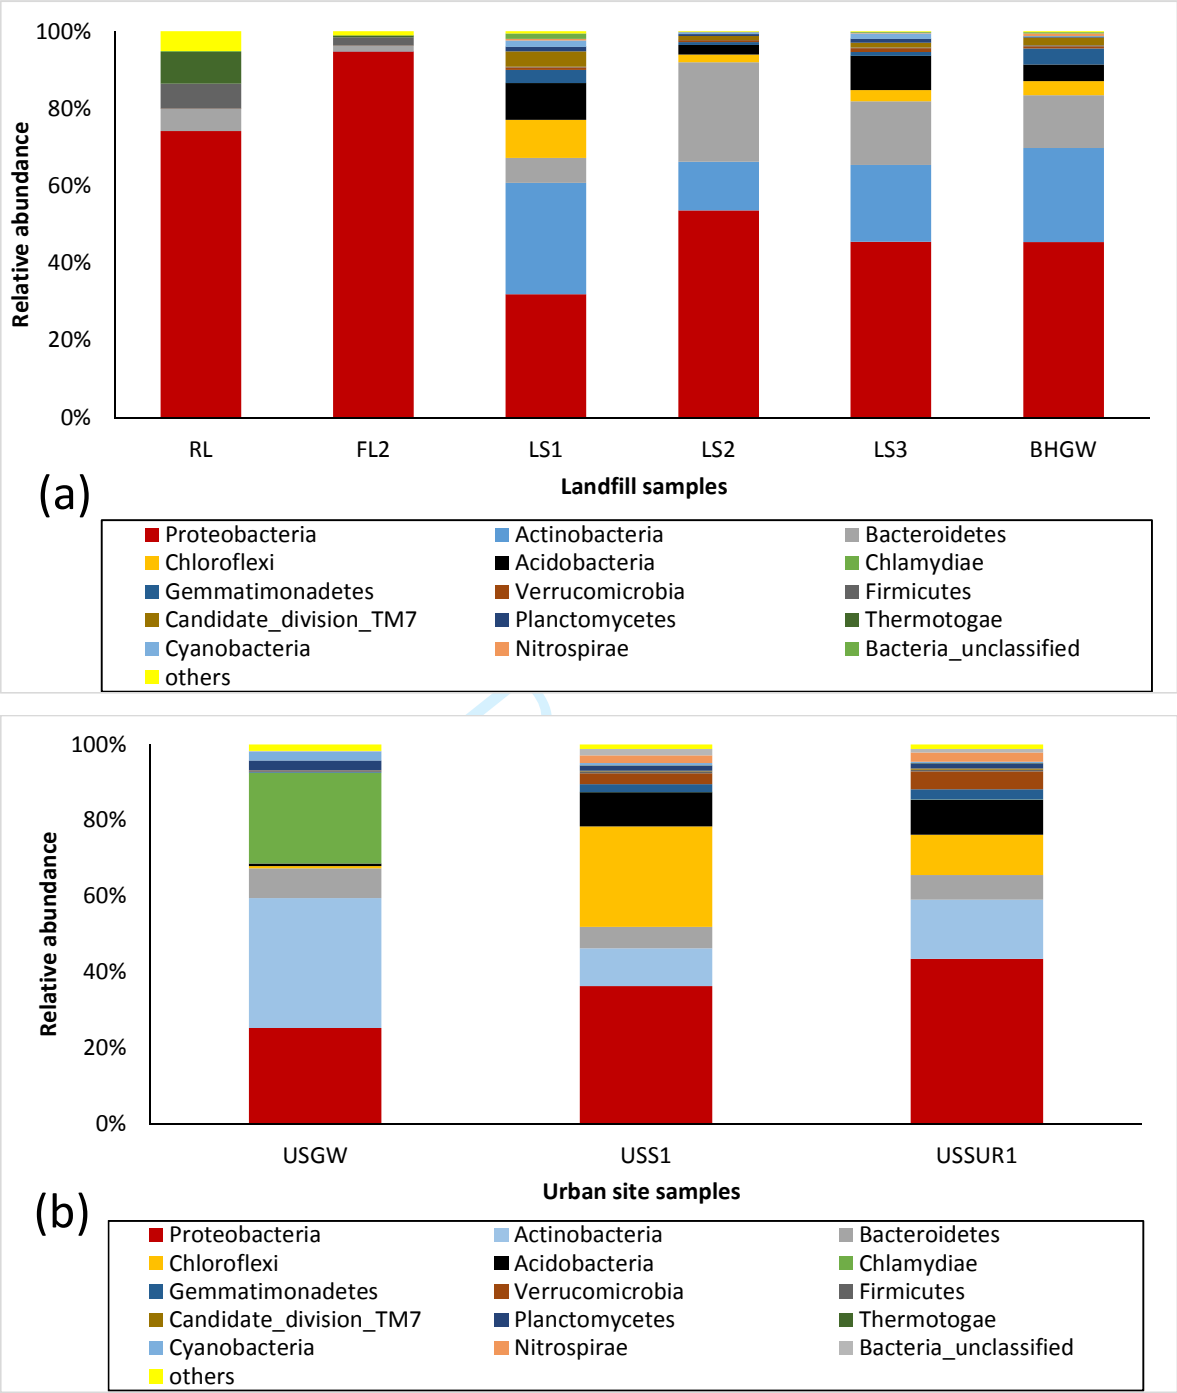 100%
80%
60%
40%
20%
0%
Relative abundance
RL FL2 LS1 LS2 LS3 BHGW
Landfill samples
(a)
Proteobacteria Actinobacteria Bacteroidetes
Chloroflexi Acidobacteria Chlamydiae
Gemmatimonadetes Verrucomicrobia Firmicutes
Candidate_division_TM7 Planctomycetes Thermotogae
Cyanobacteria Nitrospirae Bacteria_unclassified
others
100%
80%
60%
40%
20%
0%
Relative abundance
USGW USS1 USSUR1
Urban site samples
(b)
Proteobacteria Actinobacteria Bacteroidetes
Chloroflexi Acidobacteria Chlamydiae
Gemmatimonadetes Verrucomicrobia Firmicutes
Candidate_division_TM7 Planctomycetes Thermotogae
Cyanobacteria Nitrospirae Bacteria_unclassified
others